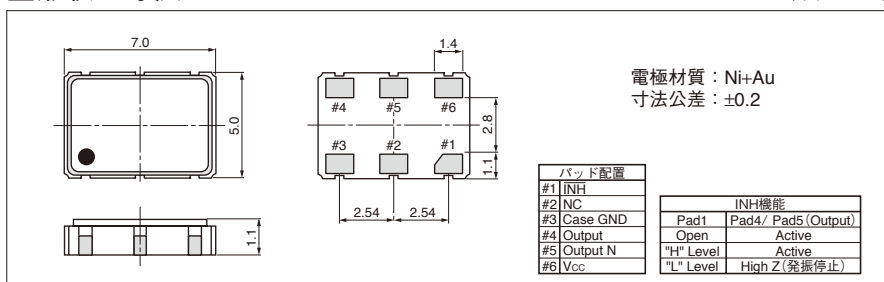 7.0
5.0
1.1
1.4
#4
#5
#6
#3
#2
#1
2.8
1.1
2.54
2.54
電極材質：Ni+Au
寸法公差：±0.2
パッド配置
#1 INH
#2 NC
#3 Case GND
#4 Output
#5 Output N
#6 Vcc
INH機能
Pad1 Pad4/ Pad5(Output)
Open Active
"H" Level Active
"L" Level High Z(発振停止)